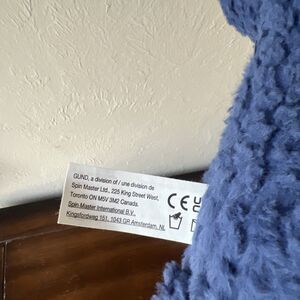 GUND, a division of / une division de
Spin Master Ltd., 225 King Street West,
Toronto ON M5V 3M2 Canada.
Spin Master International B.V.,
Kingsfordweg 151, 1043 GR Amsterdam, NL
CE